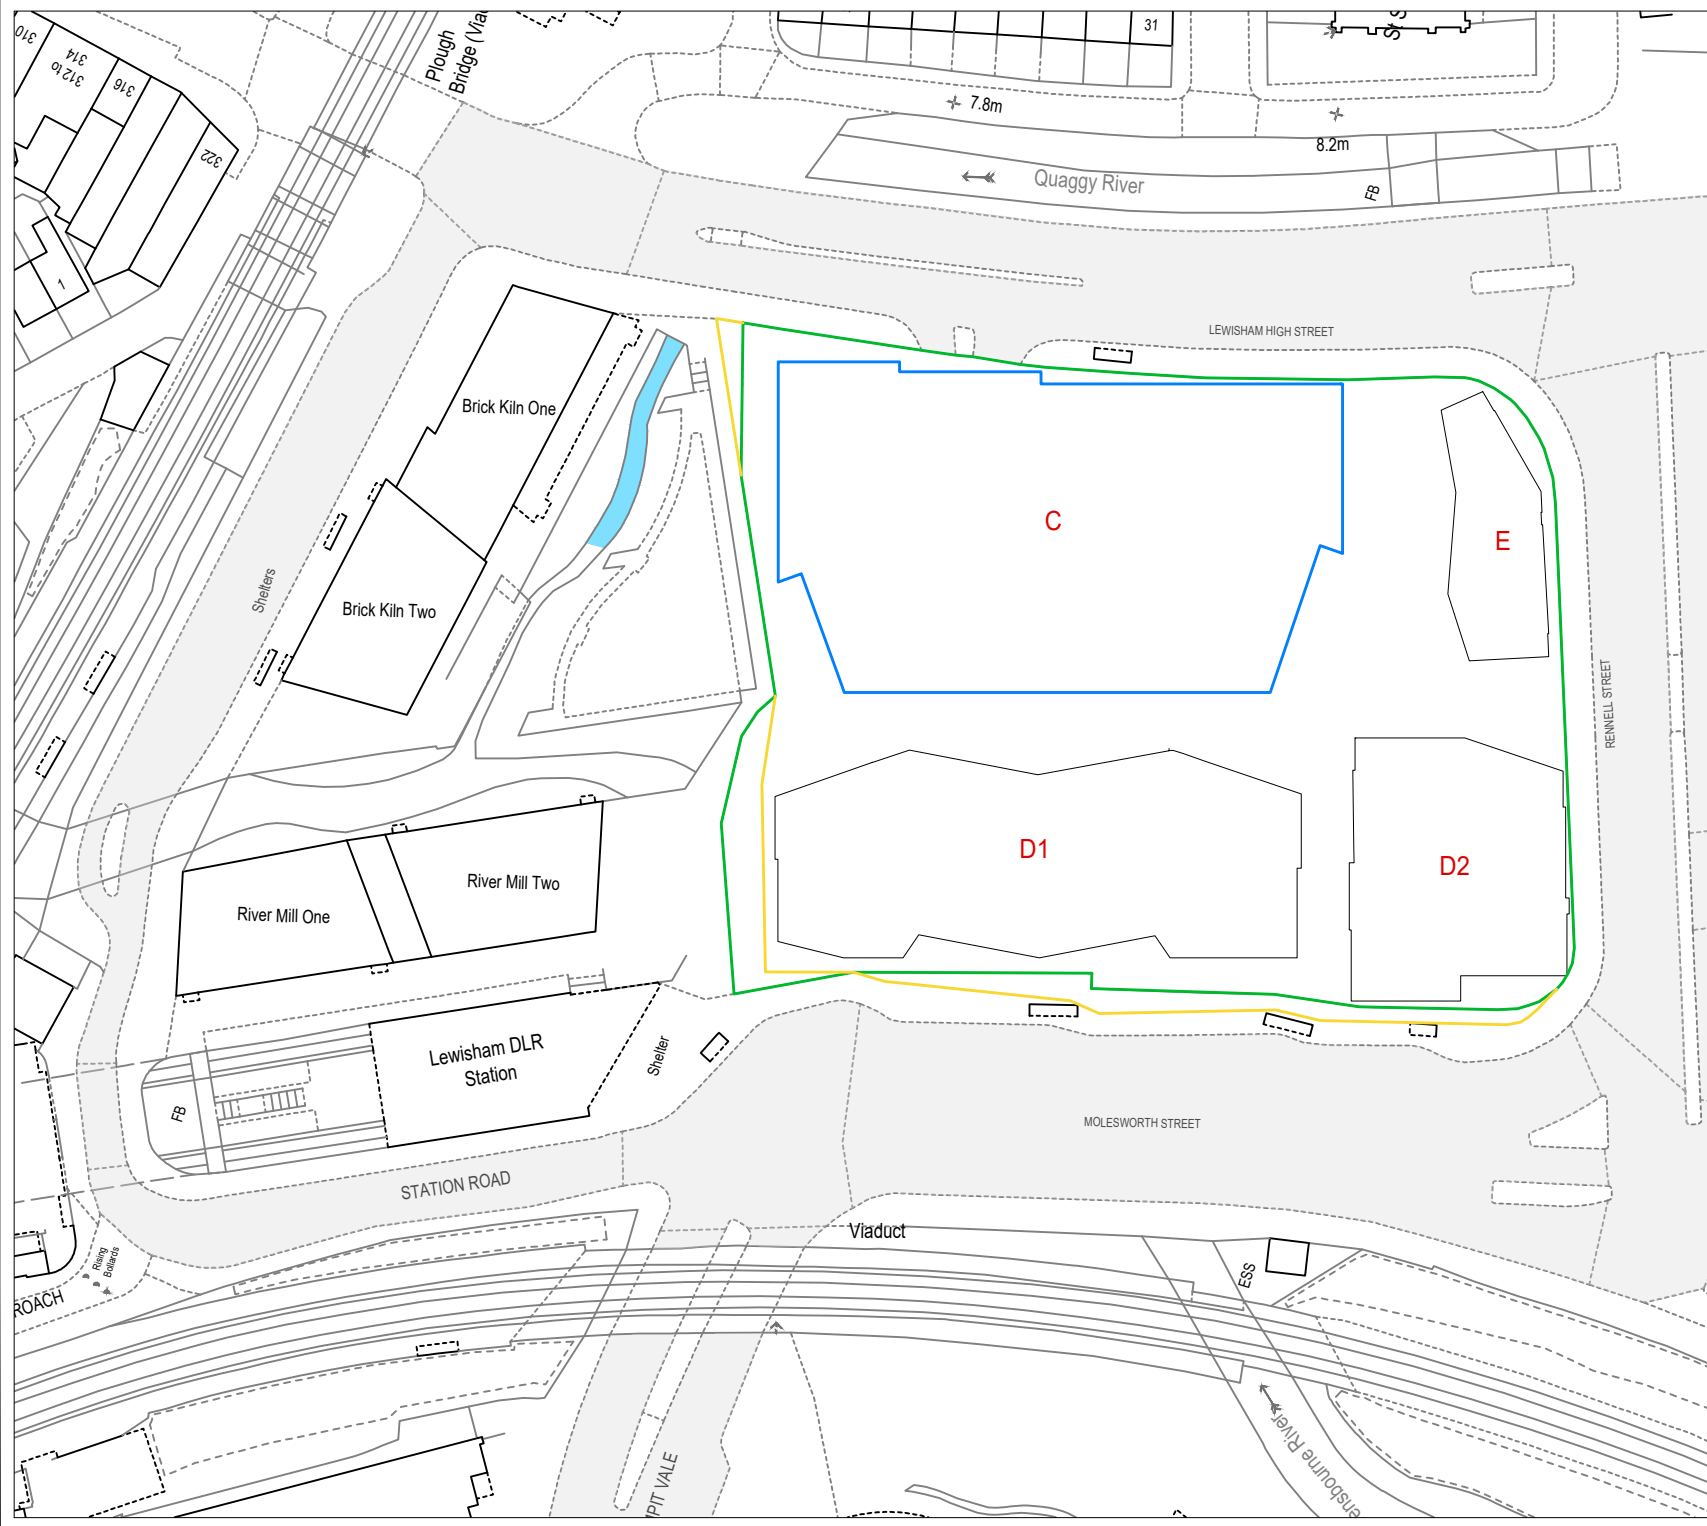 310
314
312 to
316
322
1
Plough
Bridge (Viad
31
7.8m
8.2m
FB
Quaggy River
LEWISHAM HIGH STREET
Brick Kiln One
Brick Kiln Two
Shelters
C
E
RENNELL STREET
D1
D2
River Mill Two
River Mill One
Lewisham DLR
Station
Shelter
FB
MOLESWORTH STREET
STATION ROAD
Viaduct
Rising
Bollards
ROACH
ESS
ensbourne River
MPIT VALE